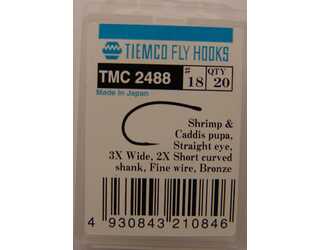 TIEMCO FLY HOOKS
TMC 2488 # 18 QTY 20
Made in Japan
Shrimp &
Caddis pupa,
Straight eye,
3X Wide, 2X Short curved
shank, Fine wire, Bronze
4 930843 210846